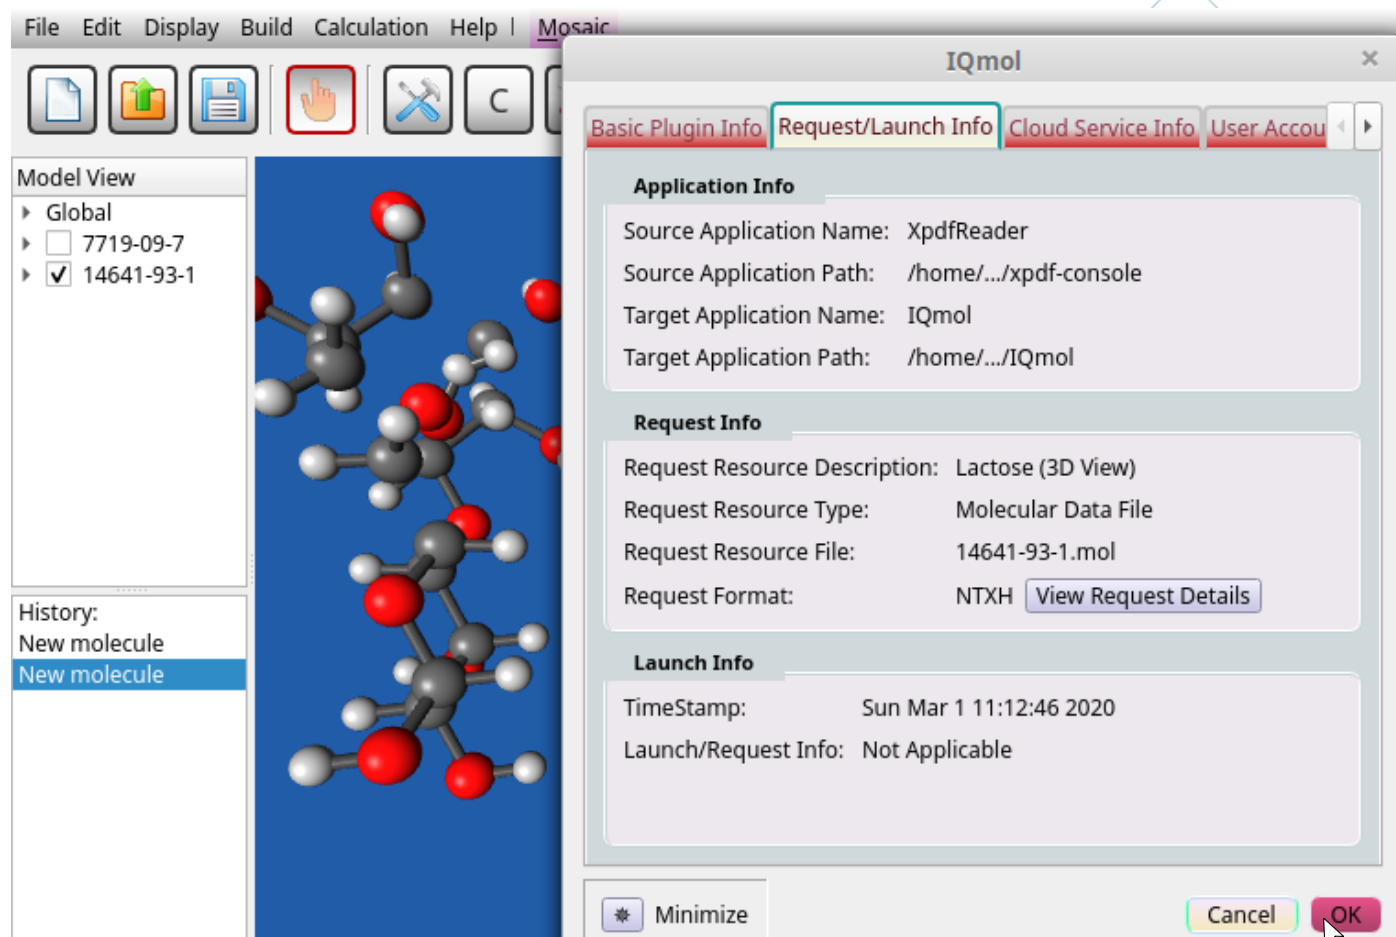 File Edit Display Build Calculation Help | Mosaic
IQmol
C
Basic Plugin Info Request/Launch Info Cloud Service Info User Accou
Model View
Global
7719-09-7
14641-93-1
History:
New molecule
New molecule
Application Info
Source Application Name: XpdfReader
Source Application Path: /home/.../xpdf-console
Target Application Name: IQmol
Target Application Path: /home/.../IQmol
Request Info
Request Resource Description: Lactose (3D View)
Request Resource Type: Molecular Data File
Request Resource File: 14641-93-1.mol
Request Format: NTXH View Request Details
Launch Info
TimeStamp: Sun Mar 1 11:12:46 2020
Launch/Request Info: Not Applicable
Minimize
Cancel OK